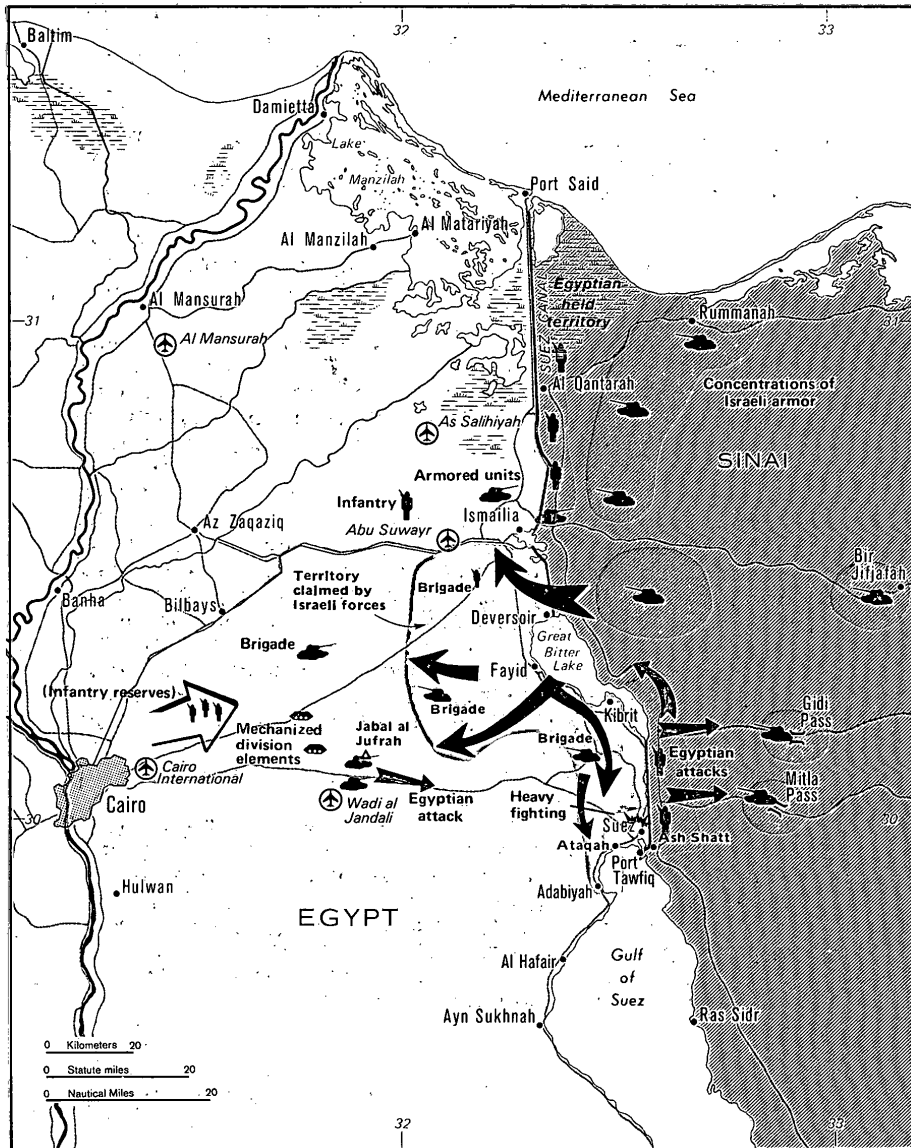 32
33
Baltim
Mediterranean Sea
Damietta
Lake
Manzilah
Port Said
Al Matariyah
Al Manzilah
Egyptian
held
territory
SUEZ CANAL
Al Mansurah
31
Rummanah
31
Al Mansurah
Al Qantarah
Concentrations of
Israeli armor
As Salihiyah
SINAI
Armored units
Infantry
Ismailia
Az Zaqaziq
Abu Suwayr
Bir
Jifjafah
Territory
claimed by
Israeli forces
Brigade
Banha
Bilbays
Deversoir
Great
Bitter
Lake
Brigade
Fayid
(Infantry reserves)
Brigade
Kibrit
Gidi
Pass
Mechanized
division
elements
Jabal al
Jufrah
Brigade
Egyptian
attacks
Cairo
International
Mitla
Pass
Cairo
Wadi al
Jandali
Egyptian
attack
Heavy
fighting
30
Suez
Ash Shatt
Ataqah
Port
Tawfiq
Adabiyah
Hulwan
EGYPT
Al Hafair
Gulf
of
Suez
Ayn Sukhnah
Ras Sidr
0 Kilometers 20
0 Statute miles 20
0 Nautical Miles 20
32
33